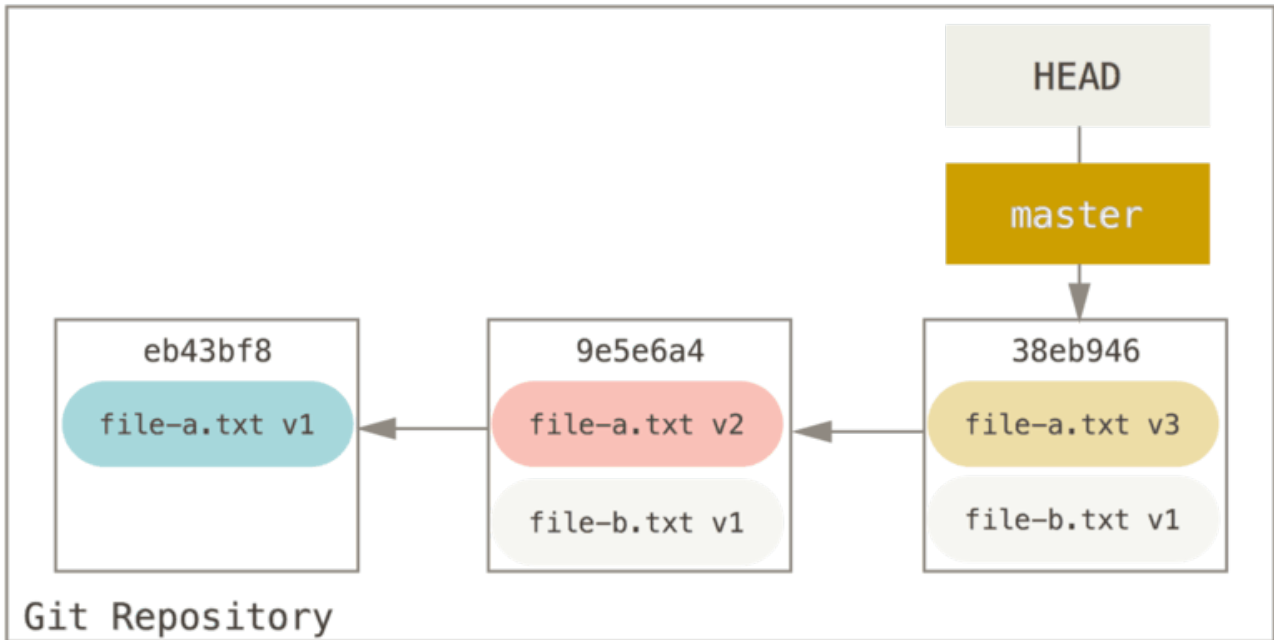 HEAD
master
eb43bf8
9e5e6a4
38eb946
file-a.txt v1
file-a.txt v2
file-a.txt v3
file-b.txt v1
file-b.txt v1
Git Repository